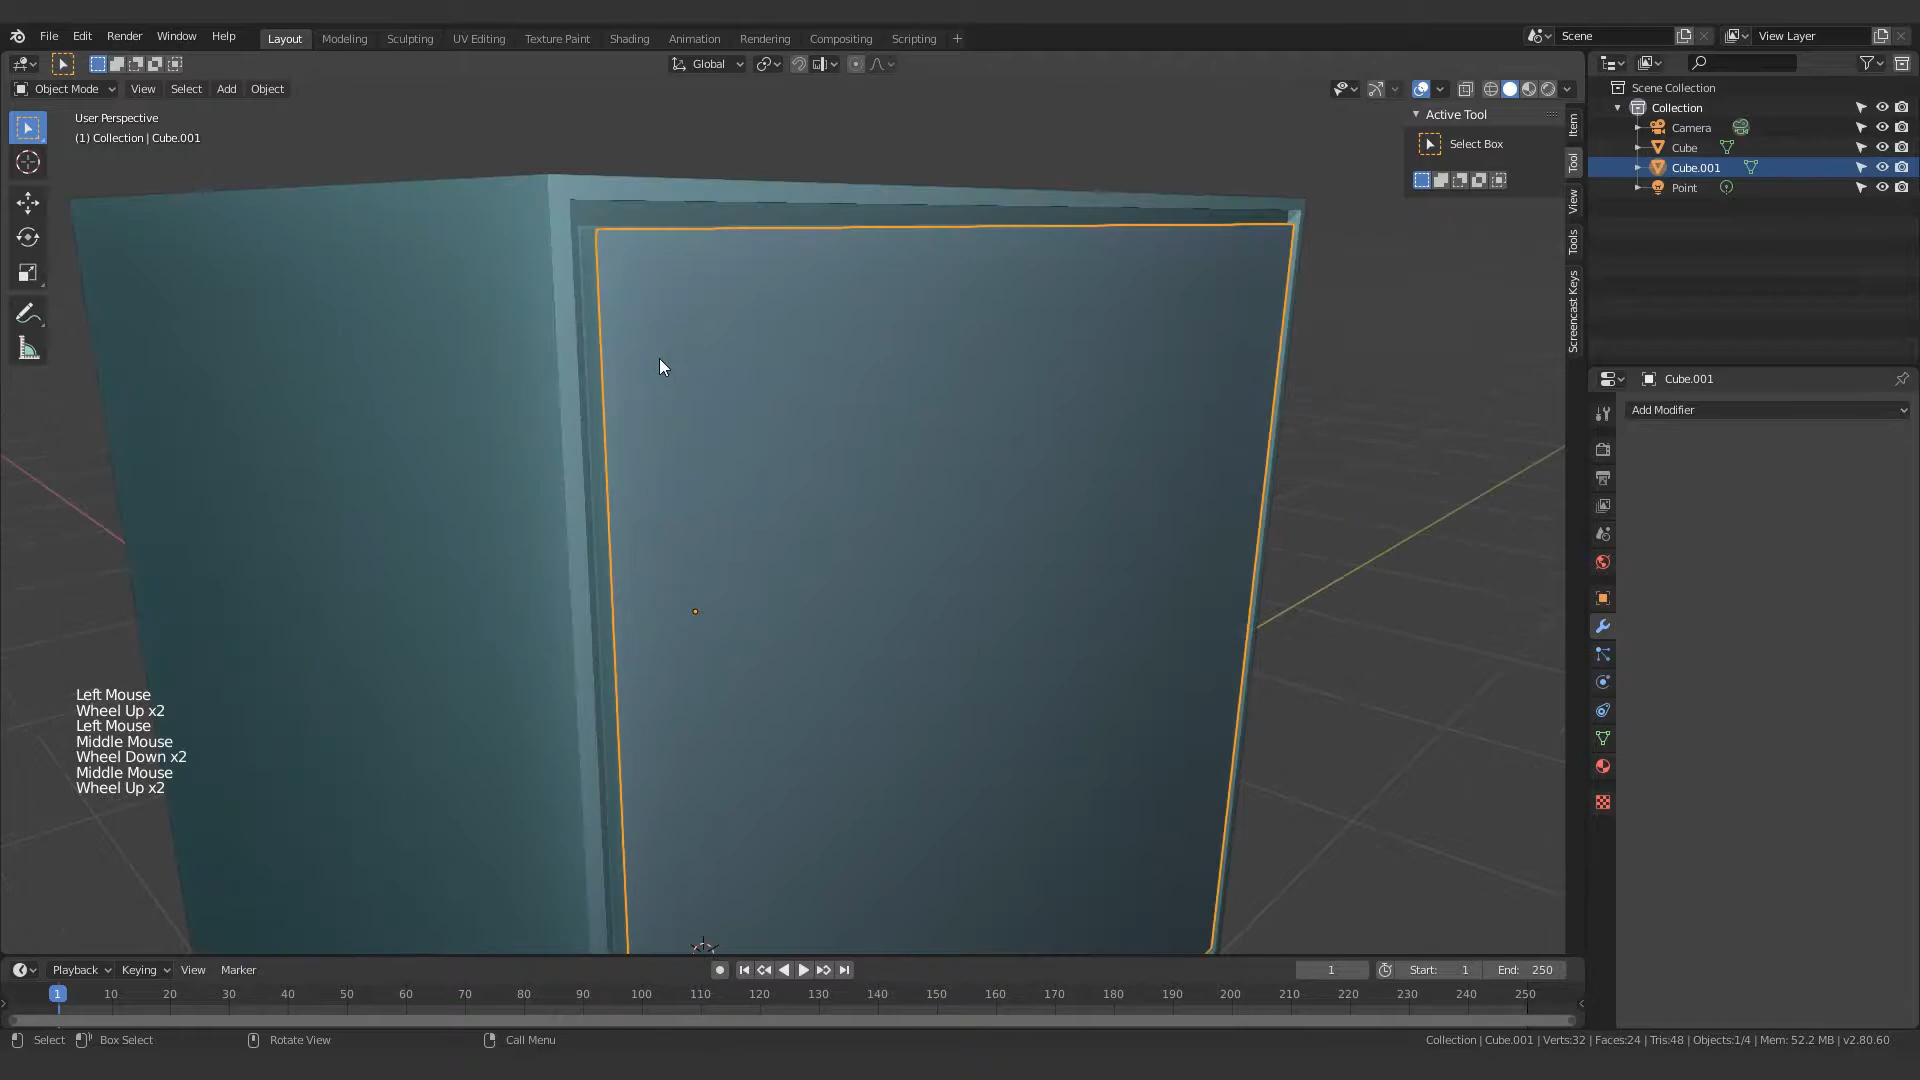 File Edit Render Window Help Layout Modeling Sculpting UV Editing Texture Paint Shading Animation Rendering Compositing Scripting + Scene View Layer
Global
Object Mode View Select Add Object
User Perspective
(1) Collection | Cube.001
Active Tool
Select Box
Item
Tool
View
Tools
Screencast Keys
Scene Collection
Collection
Camera
Cube
Cube.001
Point
Cube.001
Add Modifier
Left Mouse
Wheel Up x2
Left Mouse
Middle Mouse
Wheel Down x2
Middle Mouse
Wheel Up x2
Playback Keying View Marker 1 Start: 1 End: 250
1 10 20 30 40 50 60 70 80 90 100 110 120 130 140 150 160 170 180 190 200 210 220 230 240 250
Select Box Select Rotate View Call Menu Collection | Cube.001 | Verts:32 | Faces:24 | Tris:48 | Objects:1/4 | Mem: 52.2 MB | v2.80.60